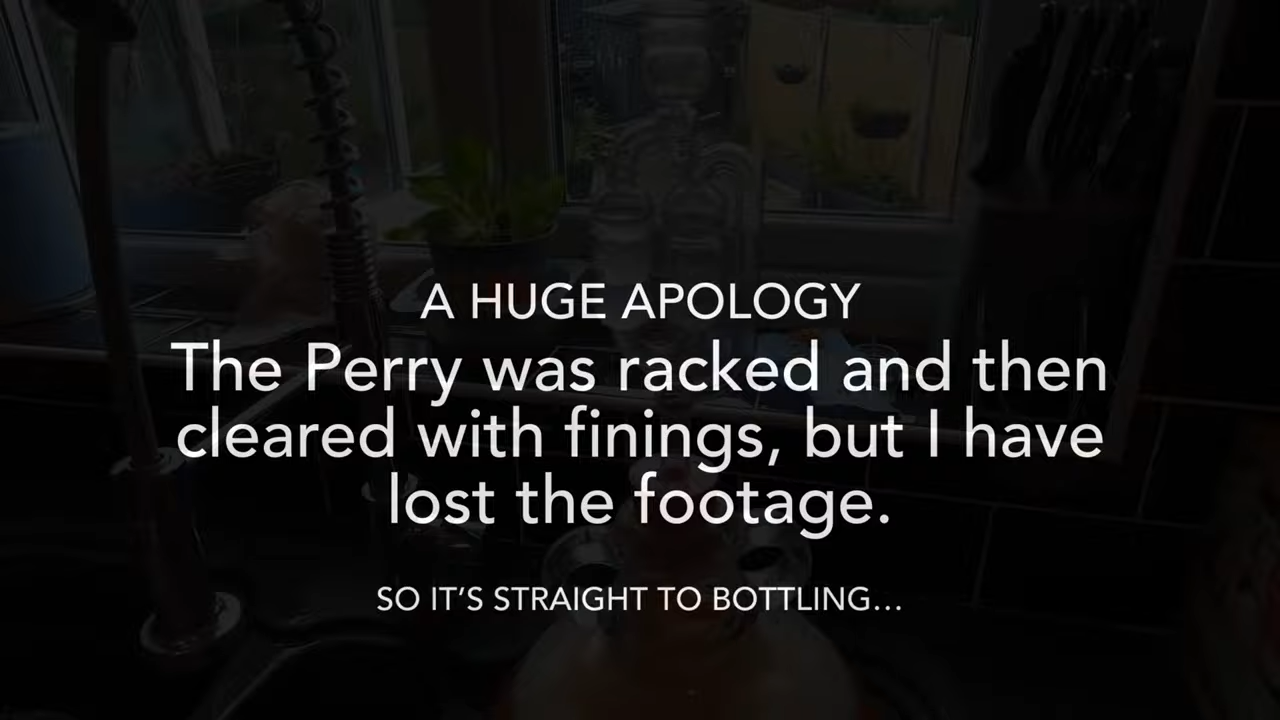 A HUGE APOLOGY
The Perry was racked and then
cleared with finings, but I have
lost the footage.
SO IT’S STRAIGHT TO BOTTLING...